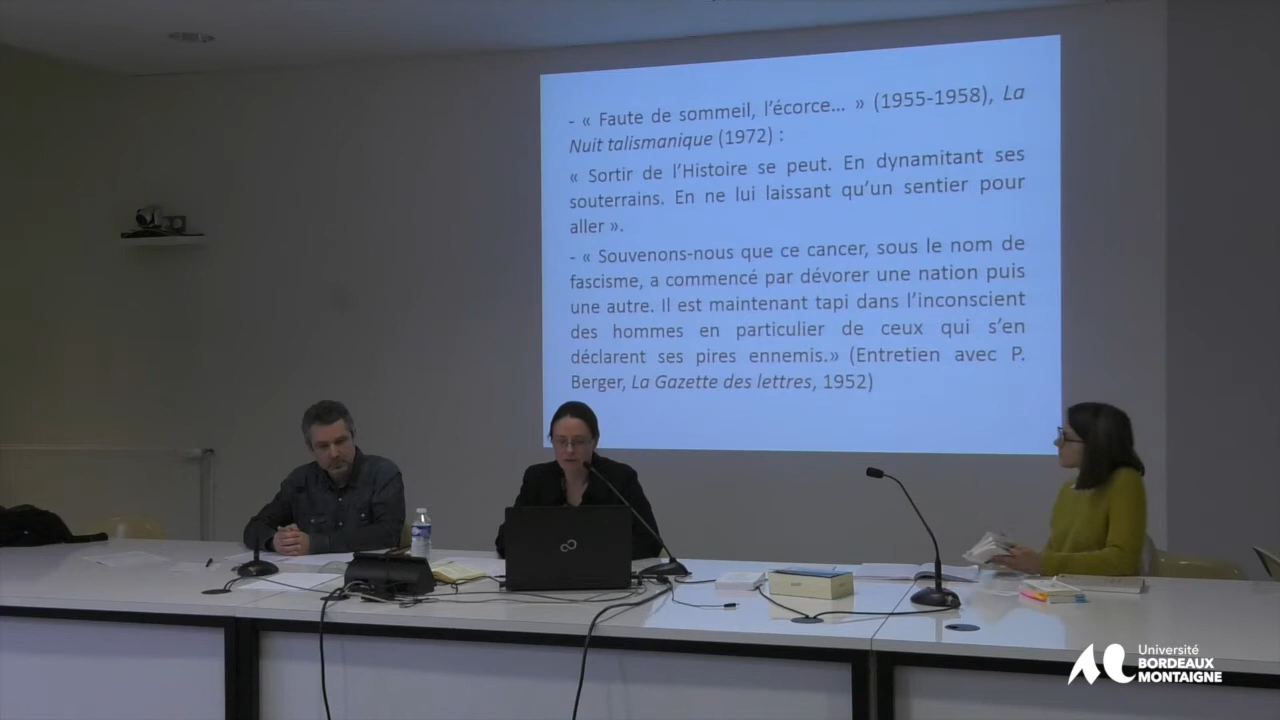 - « Faute de sommeil, l'écorce... » (1955-1958), La
Nuit talismanique (1972) :
« Sortir de l'Histoire se peut. En dynamitant ses
souterrains. En ne lui laissant qu'un sentier pour
aller ».
- « Souvenons-nous que ce cancer, sous le nom de
fascisme, a commencé par dévorer une nation puis
une autre. Il est maintenant tapi dans l'inconscient
des hommes en particulier de ceux qui s'en
déclarent ses pires ennemis.» (Entretien avec P.
Berger, La Gazette des lettres, 1952)
Université
BORDEAUX
MONTAIGNE